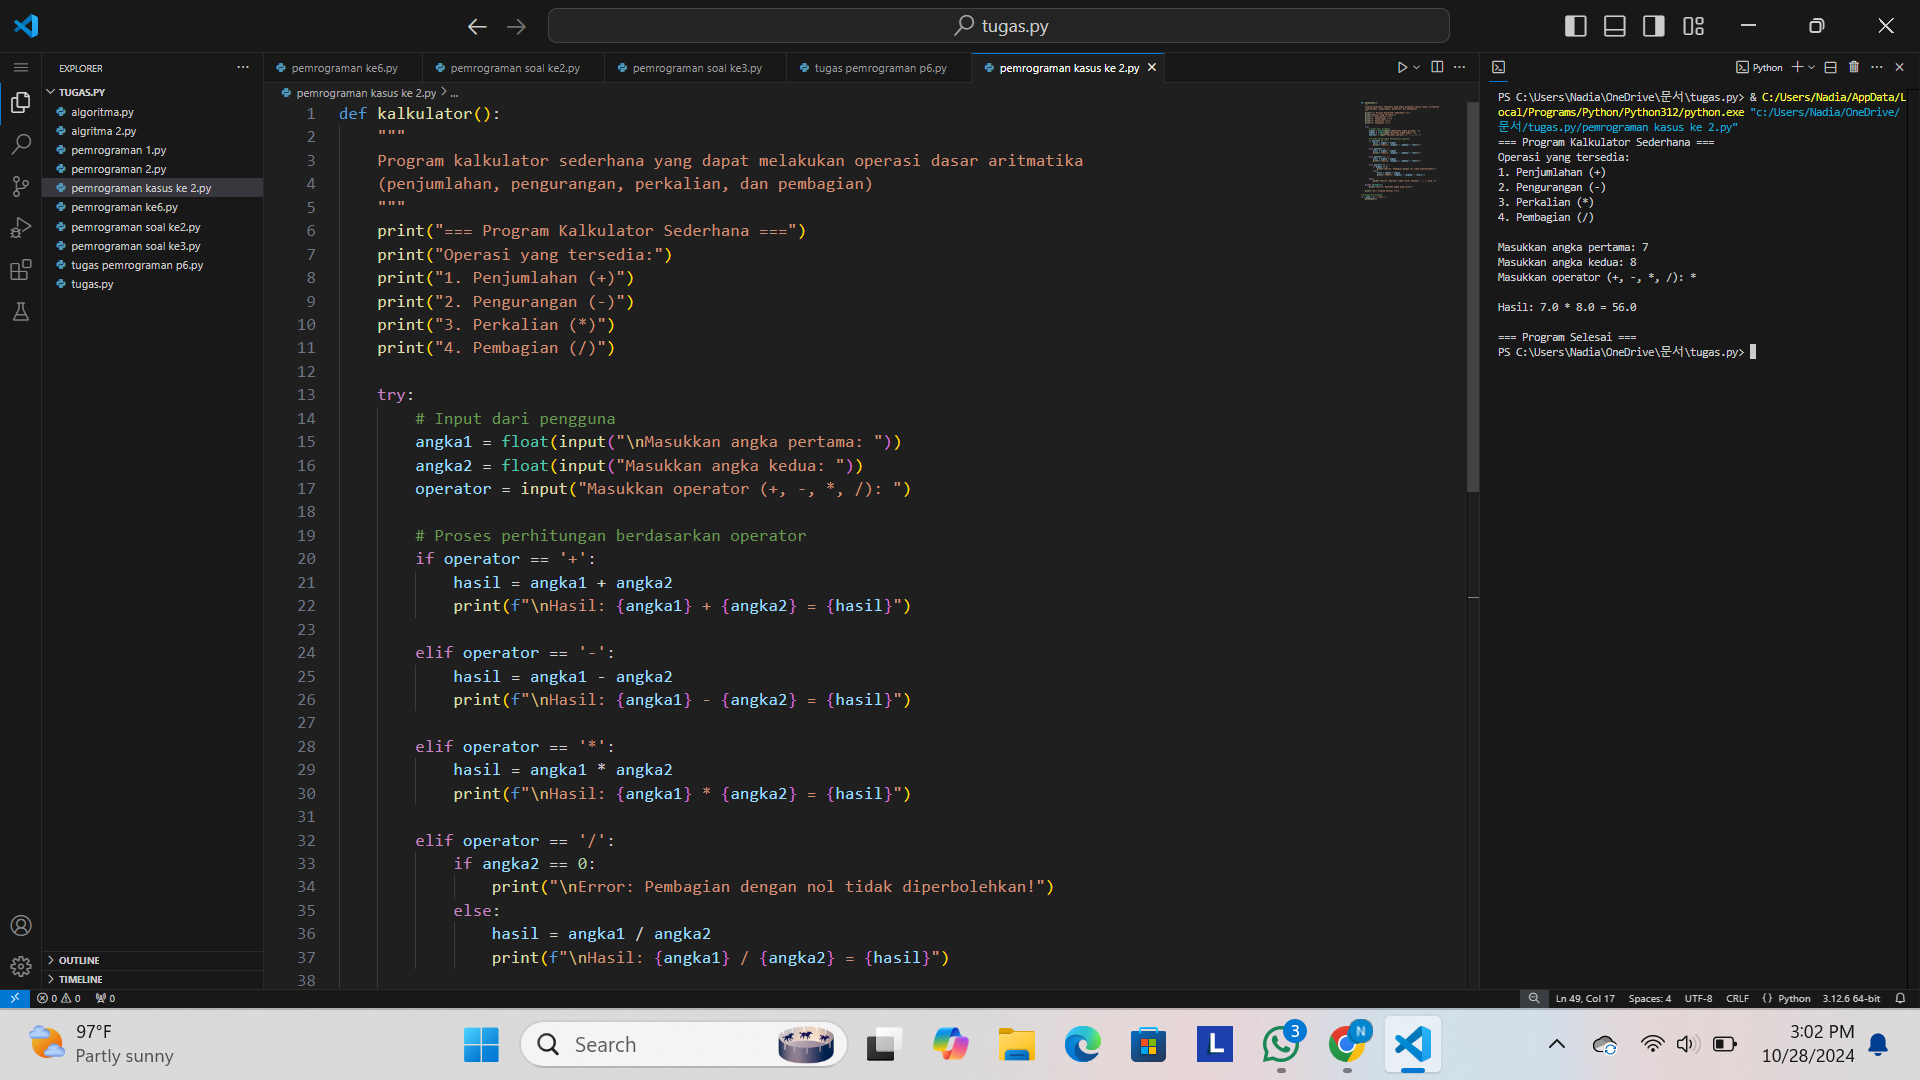 tugas.py
EXPLORER
TUGAS.PY
algoritma.py
algritma 2.py
pemrograman 1.py
pemrograman 2.py
pemrograman kasus ke 2.py
pemrograman ke6.py
pemrograman soal ke2.py
pemrograman soal ke3.py
tugas pemrograman p6.py
tugas.py
OUTLINE
TIMELINE
pemrograman ke6.py
pemrograman soal ke2.py
pemrograman soal ke3.py
tugas pemrograman p6.py
pemrograman kasus ke 2.py
pemrograman kasus ke 2.py > ...
1 def kalkulator():
2 """
3 Program kalkulator sederhana yang dapat melakukan operasi dasar aritmatika
4 (penjumlahan, pengurangan, perkalian, dan pembagian)
5 """
6 print("=== Program Kalkulator Sederhana ===")
7 print("Operasi yang tersedia:")
8 print("1. Penjumlahan (+)")
9 print("2. Pengurangan (-)")
10 print("3. Perkalian (*)")
11 print("4. Pembagian (/)")
12
13 try:
14 # Input dari pengguna
15 angka1 = float(input("\nMasukkan angka pertama: "))
16 angka2 = float(input("Masukkan angka kedua: "))
17 operator = input("Masukkan operator (+, -, *, /): ")
18
19 # Proses perhitungan berdasarkan operator
20 if operator == '+':
21 hasil = angka1 + angka2
22 print(f"\nHasil: {angka1} + {angka2} = {hasil}")
23
24 elif operator == '-':
25 hasil = angka1 - angka2
26 print(f"\nHasil: {angka1} - {angka2} = {hasil}")
27
28 elif operator == '*':
29 hasil = angka1 * angka2
30 print(f"\nHasil: {angka1} * {angka2} = {hasil}")
31
32 elif operator == '/':
33 if angka2 == 0:
34 print("\nError: Pembagian dengan nol tidak diperbolehkan!")
35 else:
36 hasil = angka1 / angka2
37 print(f"\nHasil: {angka1} / {angka2} = {hasil}")
38
Python
PS C:\Users\Nadia\OneDrive\문서\tugas.py> & C:/Users/Nadia/AppData/L
ocal/Programs/Python/Python312/python.exe "c:/Users/Nadia/OneDrive/
문서/tugas.py/pemrograman kasus ke 2.py"
=== Program Kalkulator Sederhana ===
Operasi yang tersedia:
1. Penjumlahan (+)
2. Pengurangan (-)
3. Perkalian (*)
4. Pembagian (/)
Masukkan angka pertama: 7
Masukkan angka kedua: 8
Masukkan operator (+, -, *, /): *
Hasil: 7.0 * 8.0 = 56.0
=== Program Selesai ===
PS C:\Users\Nadia\OneDrive\문서\tugas.py>
0 0 0
Ln 49, Col 17 Spaces: 4 UTF-8 CRLF {} Python 3.12.6 64-bit
97°F
Partly sunny
Search
L
3
N
3:02 PM
10/28/2024